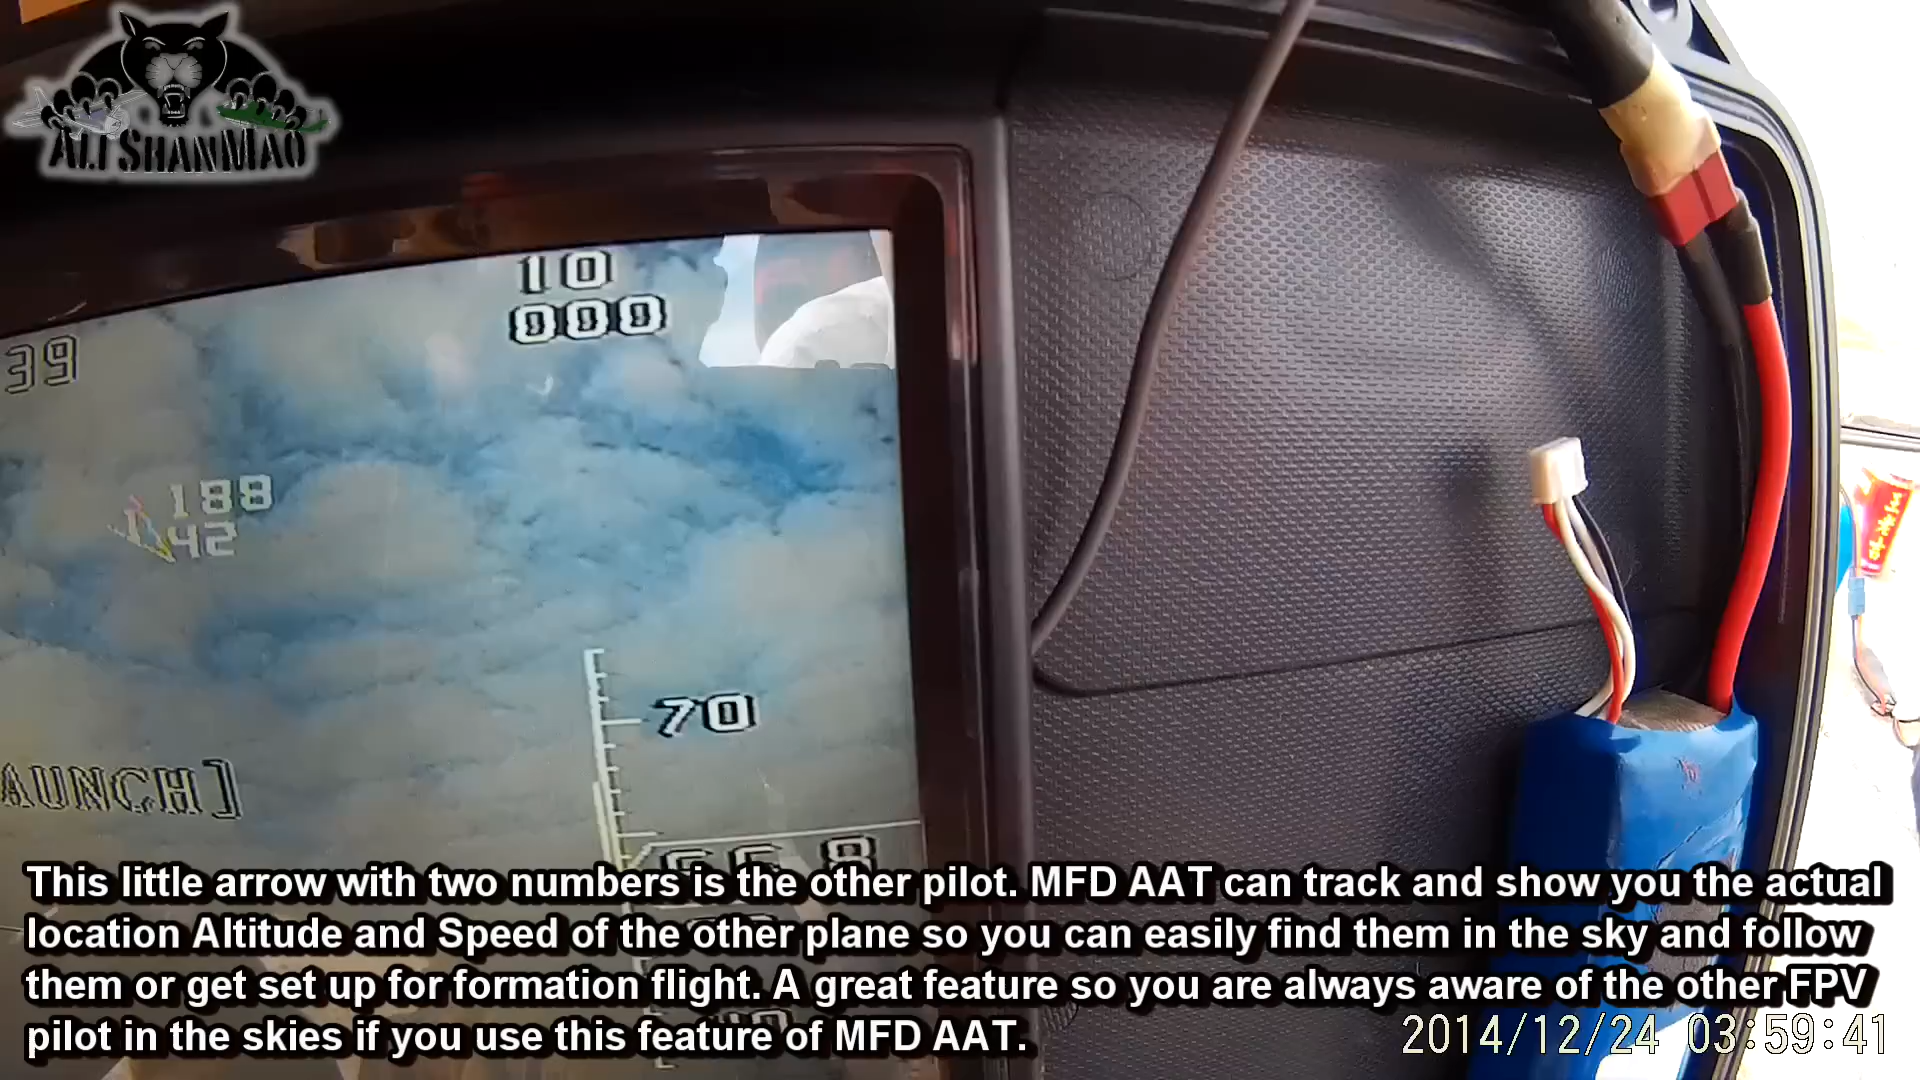 ALI SHANMAO
10
000
39
188
42
70
AUNCH]
This little arrow with two numbers is the other pilot. MFD AAT can track and show you the actual
location Altitude and Speed of the other plane so you can easily find them in the sky and follow
them or get set up for formation flight. A great feature so you are always aware of the other FPV
pilot in the skies if you use this feature of MFD AAT.
2014/12/24 03:59:41